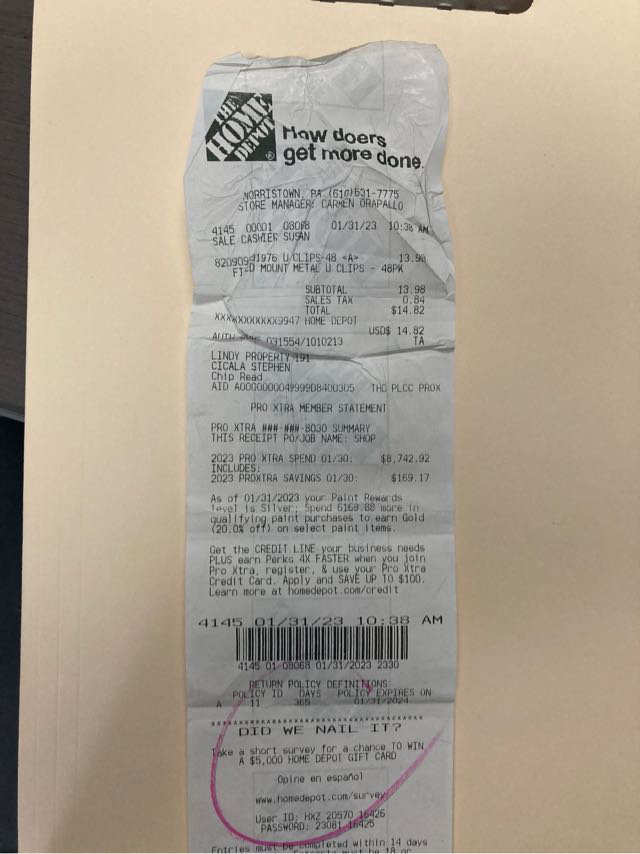 THE
HOME
DEPOT
®
How doers
get more done.
NORRISTOWN, PA (610)631-7775
STORE MANAGER: CARMEN ORAPALLO
4145 00001 08068 01/31/23 10:38 AM
SALE CASHIER SUSAN
1976 U/CLIPS-48 <A> 13.98
MOUNT METAL U CLIPS - 48PK
SUBTOTAL 13.98
SALES TAX 0.84
TOTAL $14.82
XXXXXXXXXXXX9947 HOME DEPOT
USD$ 14.82
031554/1010213 TA
LINDY PROPERTY 191
CICALA STEPHEN
Chip Read
AID A0000000049999D8400305 THD PLCC PROX
PRO XTRA MEMBER STATEMENT
PRO XTRA ###-###-8030 SUMMARY
THIS RECEIPT PO/JOB NAME: SHOP
2023 PRO XTRA SPEND 01/30: $8,742.92
INCLUDES:
2023 PROXTRA SAVINGS 01/30: $169.17
As of 01/31/2023 your Paint Rewards
level is Silver; Spend 6169.88 more in
qualifying paint purchases to earn Gold
(20.0% off) on select paint items.
Get the CREDIT LINE your business needs
PLUS earn Perks 4X FASTER when you join
Pro Xtra, register, & use your Pro Xtra
Credit Card. Apply and SAVE UP TO $100.
Learn more at homedepot.com/credit
4145 01/31/23 10:38 AM
4145 01 08068 01/31/2023 2330
RETURN POLICY DEFINITIONS
POLICY ID DAYS POLICY EXPIRES ON
A 11 365 01/31/2024
DID WE NAIL IT?
Take a short survey for a chance TO WIN
A $5,000 HOME DEPOT GIFT CARD
Opine en español
www.homedepot.com/survey
User ID: HXZ 20570 16426
PASSWORD: 23081 16425
Entries must be completed within 14 days